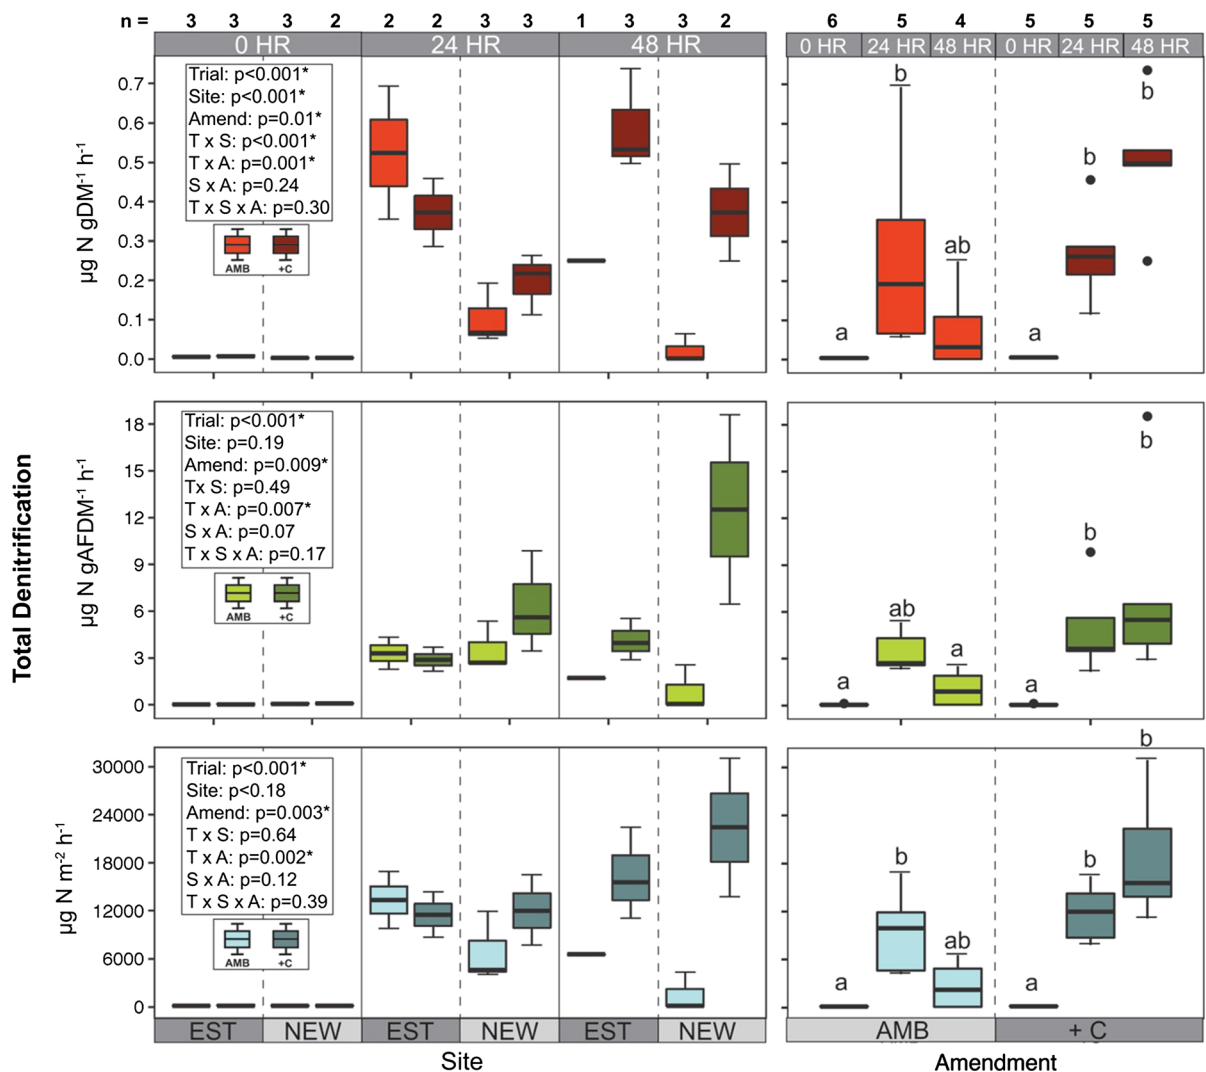 n = 3 3 3 2 2 2 3 3 1 3 3 2 6 5 4 5 5 5
0 HR 24 HR 48 HR 0 HR 24 HR 48 HR 0 HR 24 HR 48 HR
Total Denitrification
µg N gDM⁻¹ h⁻¹
0.7
0.6
0.5
0.4
0.3
0.2
0.1
0.0
Trial: p<0.001*
Site: p<0.001*
Amend: p=0.01*
T x S: p<0.001*
T x A: p=0.001*
S x A: p=0.24
T x S x A: p=0.30
AMB +C
a b ab a b b
µg N gAFDM⁻¹ h⁻¹
18
15
12
9
6
3
0
Trial: p<0.001*
Site: p=0.19
Amend: p=0.009*
Tx S: p=0.49
T x A: p=0.007*
S x A: p=0.07
T x S x A: p=0.17
AMB +C
a ab a a b b
µg N m⁻² h⁻¹
30000
24000
18000
12000
6000
0
Trial: p<0.001*
Site: p<0.18
Amend: p=0.003*
T x S: p=0.64
T x A: p=0.002*
S x A: p=0.12
T x S x A: p=0.39
AMB +C
a b ab a b b
EST NEW EST NEW EST NEW AMB + C
Site Amendment